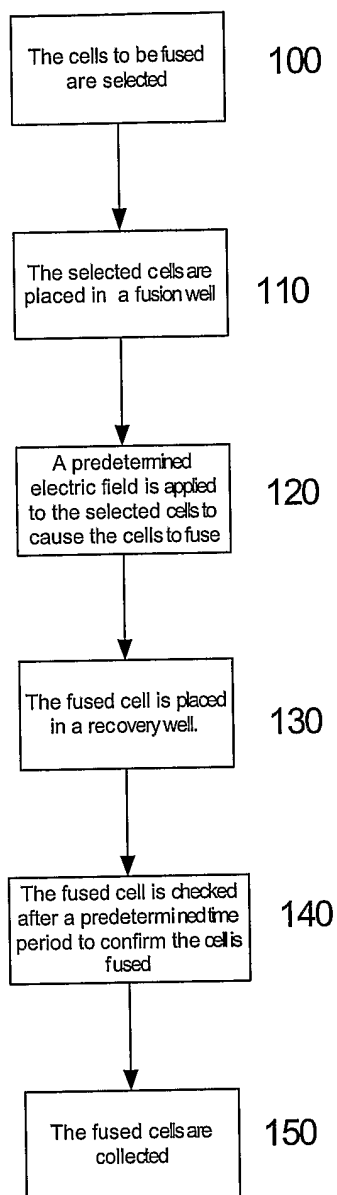 The cells to be fused
are selected
100
The selected cells are
placed in a fusion well
110
A predetermined
electric field is applied
to the selected cells to
cause the cells to fuse
120
The fused cell is placed
in a recovery well.
130
The fused cell is checked
after a predetermined time
period to confirm the cell is
fused
140
The fused cells are
collected
150